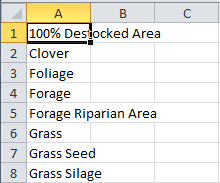 A B C
1 100% Destocked Area
2 Clover
3 Foliage
4 Forage
5 Forage Riparian Area
6 Grass
7 Grass Seed
8 Grass Silage